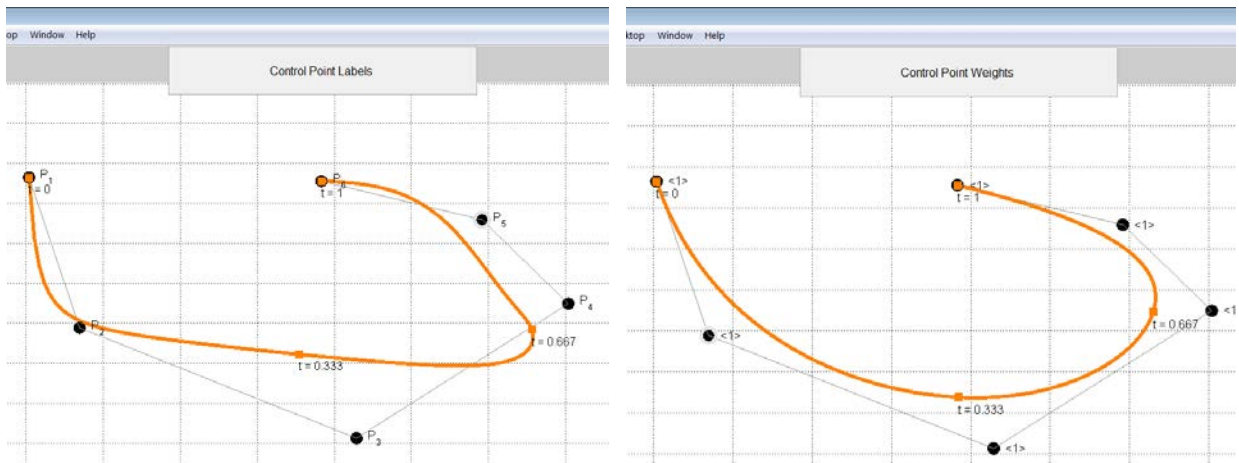 op Window Help
Control Point Labels
P1
t = 0
P6
t = 1
P5
P4
P2
t = 0.667
t = 0.333
P3
ktop Window Help
Control Point Weights
<1>
t = 0
<1>
t = 1
<1>
<1
t = 0.667
<1>
t = 0.333
<1>